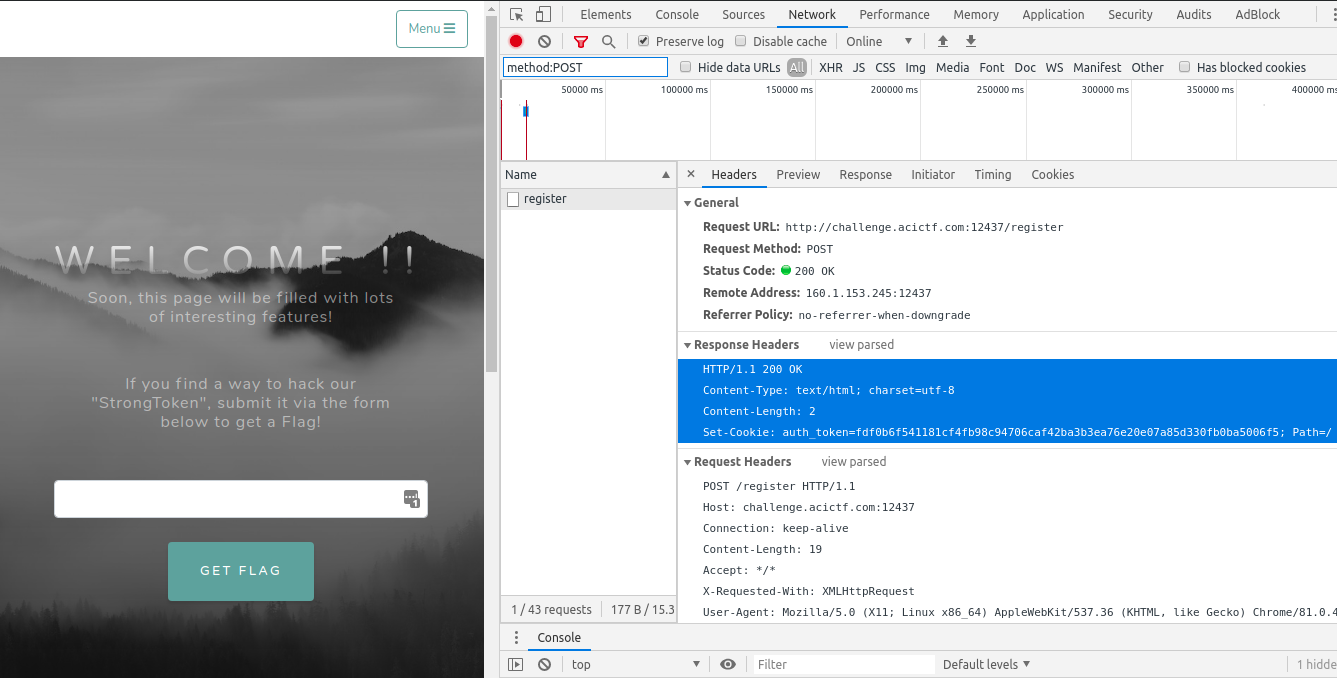 Menu
WELCOME !!
Soon, this page will be filled with lots
of interesting features!
If you find a way to hack our
"StrongToken", submit it via the form
below to get a Flag!
1
GET FLAG
Elements Console Sources Network Performance Memory Application Security Audits AdBlock
Preserve log Disable cache Online
method:POST Hide data URLs All XHR JS CSS Img Media Font Doc WS Manifest Other Has blocked cookies
50000 ms 100000 ms 150000 ms 200000 ms 250000 ms 300000 ms 350000 ms 400000 ms
Name
register
1 / 43 requests 177 B / 15.3
× Headers Preview Response Initiator Timing Cookies
General
Request URL: http://challenge.acictf.com:12437/register
Request Method: POST
Status Code: 200 OK
Remote Address: 160.1.153.245:12437
Referrer Policy: no-referrer-when-downgrade
Response Headers view parsed
HTTP/1.1 200 OK
Content-Type: text/html; charset=utf-8
Content-Length: 2
Set-Cookie: auth_token=fdf0b6f541181cf4fb98c94706caf42ba3b3ea76e20e07a85d330fb0ba5006f5; Path=/
Request Headers view parsed
POST /register HTTP/1.1
Host: challenge.acictf.com:12437
Connection: keep-alive
Content-Length: 19
Accept: */*
X-Requested-With: XMLHttpRequest
User-Agent: Mozilla/5.0 (X11; Linux x86_64) AppleWebKit/537.36 (KHTML, like Gecko) Chrome/81.0.4
Console
top Filter Default levels 1 hidde